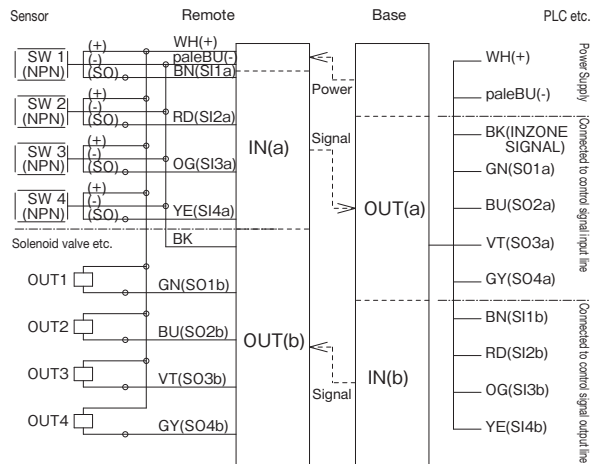 Sensor
Remote
Base
PLC etc.
SW 1
(NPN)
(+)
(-)
(SO)
WH(+)
paleBU(-)
BN(SI1a)
SW 2
(NPN)
(+)
(-)
(SO)
RD(SI2a)
SW 3
(NPN)
(+)
(-)
(SO)
OG(SI3a)
SW 4
(NPN)
(+)
(-)
(SO)
YE(SI4a)
BK
Solenoid valve etc.
OUT1
GN(SO1b)
OUT2
BU(SO2b)
OUT3
VT(SO3b)
OUT4
GY(SO4b)
IN(a)
OUT(b)
Power
Signal
Signal
OUT(a)
IN(b)
WH(+)
paleBU(-)
BK(INZONE
SIGNAL)
GN(S01a)
BU(SO2a)
VT(SO3a)
GY(SO4a)
BN(SI1b)
RD(SI2b)
OG(SI3b)
YE(SI4b)
Power Supply
Connected to control signal input line
Connected to control signal output line